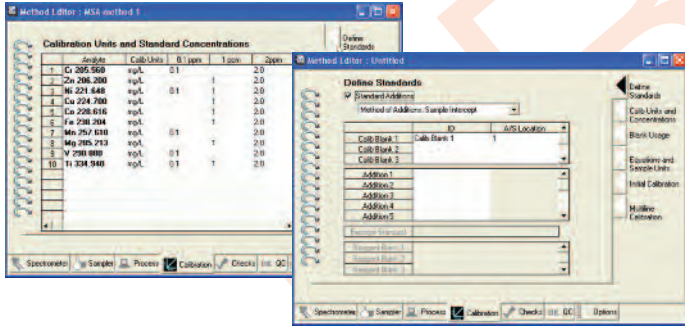 Method Editor : MSA method 1
Define
Standards
Calibration Units and Standard Concentrations
Analyte Calib Units 0.1 ppm 1 ppm 2ppm
1 Cr 205.560 mg/L 0.1 2.0
2 Zn 206.200 mg/L 1 2.0
3 Ni 221.648 mg/L 0.1 2.0
4 Cu 224.700 mg/L 1 2.0
5 Co 228.616 mg/L 1 2.0
6 Fe 238.204 mg/L 1 2.0
7 Mn 257.610 mg/L 0.1 2.0
8 Mg 285.213 mg/L 1 2.0
9 V 290.880 mg/L 0.1 2.0
10 Ti 334.940 mg/L 0.1 1 2.0
Spectrometer Sampler Process Calibration Checks QC
Method Editor : Untitled
Define Standards
Standard Additions
Method of Additions, Sample Intercept
ID A/S Location
Calib Blank 1 Calib Blank 1 1
Calib Blank 2
Calib Blank 3
Addition 1
Addition 2
Addition 3
Addition 4
Addition 5
Reagent Blank 1
Reagent Blank 2
Reagent Blank 3
Define
Standards
Calib Units and
Concentrations
Blank Usage
Equations and
Sample Units
Initial Calibration
Multiline
Calibration
Spectrometer Sampler Process Calibration Checks QC Options